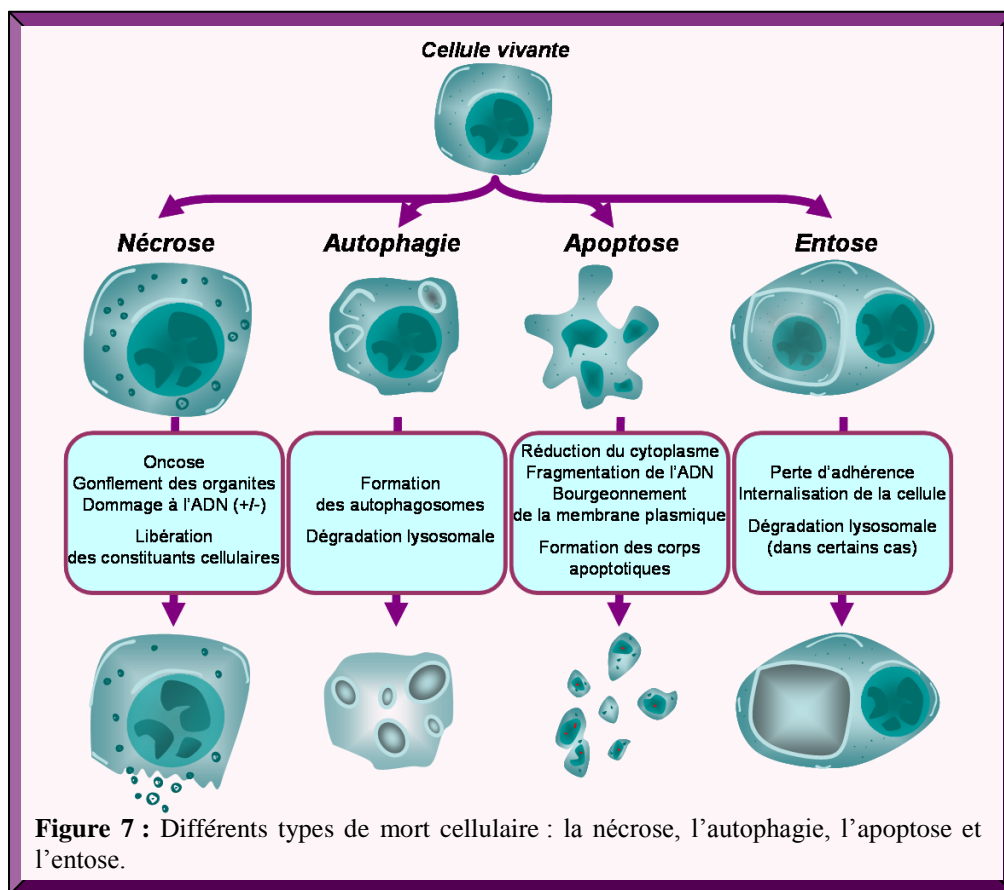 Cellule vivante
Nécrose
Autophagie
Apoptose
Entose
Oncose
Gonflement des organites
Dommage à l'ADN (+/-)
Libération
des constituants cellulaires
Formation
des autophagosomes
Dégradation lysosomale
Réduction du cytoplasme
Fragmentation de l'ADN
Bourgeonnement
de la membrane plasmique
Formation des corps
apoptotiques
Perte d'adhérence
Internalisation de la cellule
Dégradation lysosomale
(dans certains cas)
Figure 7 : Différents types de mort cellulaire : la nécrose, l'autophagie, l'apoptose et
l'entose.